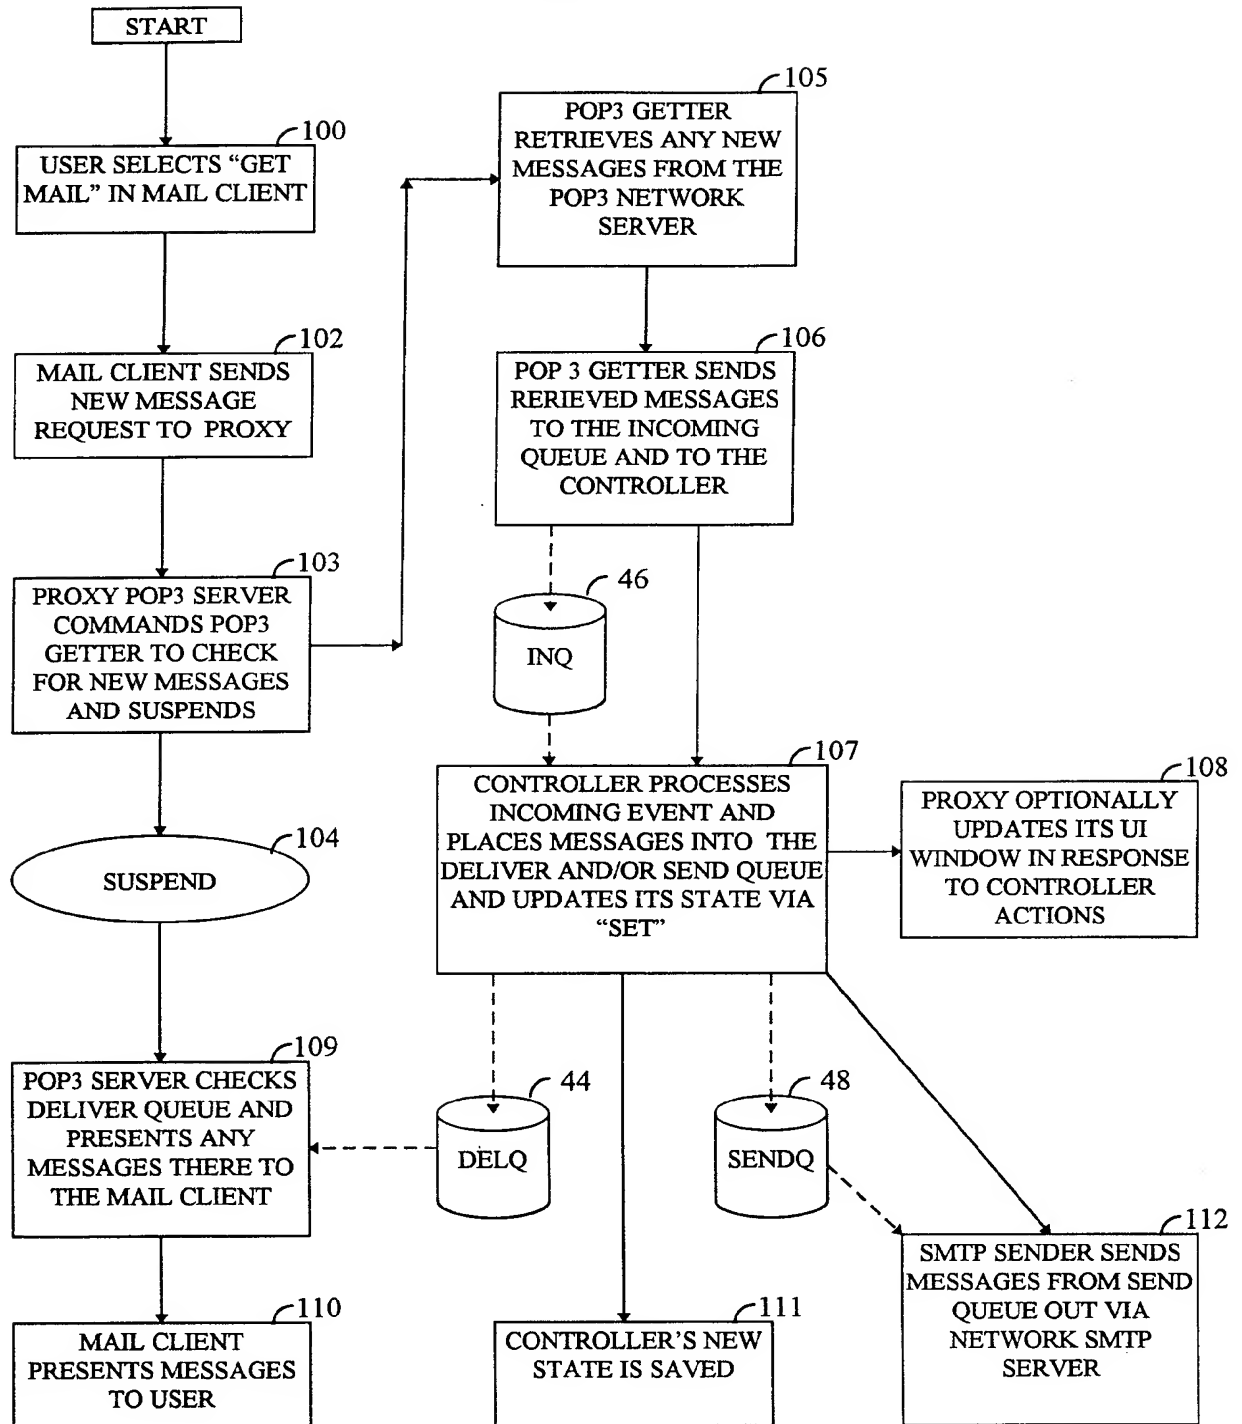 START
100
USER SELECTS “GET
MAIL” IN MAIL CLIENT
102
MAIL CLIENT SENDS
NEW MESSAGE
REQUEST TO PROXY
103
PROXY POP3 SERVER
COMMANDS POP3
GETTER TO CHECK
FOR NEW MESSAGES
AND SUSPENDS
104
SUSPEND
105
POP3 GETTER
RETRIEVES ANY NEW
MESSAGES FROM THE
POP3 NETWORK
SERVER
106
POP 3 GETTER SENDS
RERIEVED MESSAGES
TO THE INCOMING
QUEUE AND TO THE
CONTROLLER
46
INQ
107
CONTROLLER PROCESSES
INCOMING EVENT AND
PLACES MESSAGES INTO THE
DELIVER AND/OR SEND QUEUE
AND UPDATES ITS STATE VIA
“SET”
108
PROXY OPTIONALLY
UPDATES ITS UI
WINDOW IN RESPONSE
TO CONTROLLER
ACTIONS
109
POP3 SERVER CHECKS
DELIVER QUEUE AND
PRESENTS ANY
MESSAGES THERE TO
THE MAIL CLIENT
44
DELQ
48
SENDQ
110
MAIL CLIENT
PRESENTS MESSAGES
TO USER
111
CONTROLLER’S NEW
STATE IS SAVED
112
SMTP SENDER SENDS
MESSAGES FROM SEND
QUEUE OUT VIA
NETWORK SMTP
SERVER